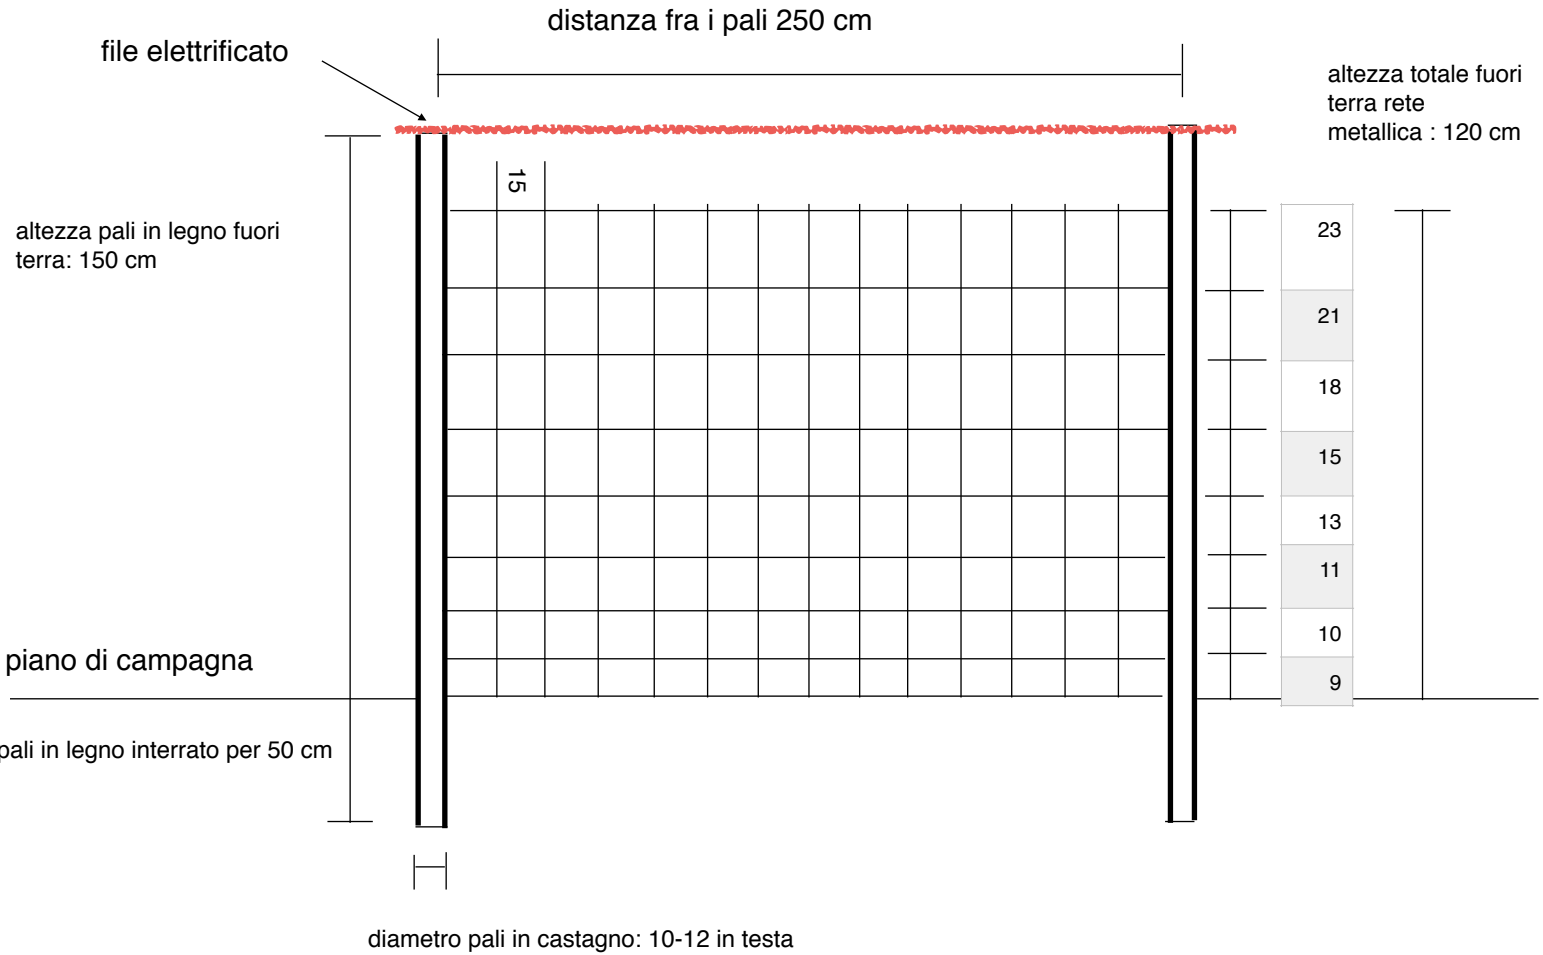 distanza fra i pali 250 cm
file elettrificato
altezza totale fuori
terra rete
metallica : 120 cm
15
altezza pali in legno fuori
terra: 150 cm
23
21
18
15
13
11
10
9
piano di campagna
pali in legno interrato per 50 cm
diametro pali in castagno: 10-12 in testa